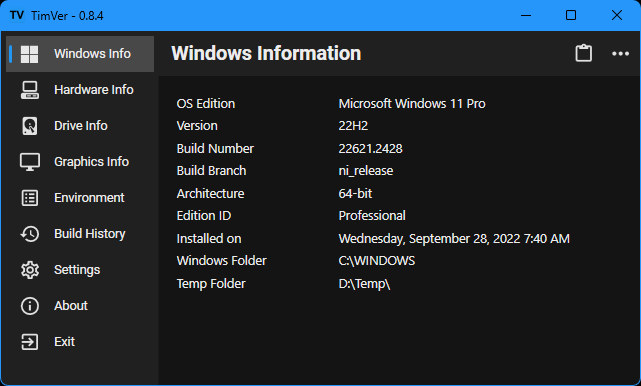 TV TimVer - 0.8.4
Windows Info
Hardware Info
Drive Info
Graphics Info
Environment
Build History
Settings
About
Exit
Windows Information
OS Edition Microsoft Windows 11 Pro
Version 22H2
Build Number 22621.2428
Build Branch ni_release
Architecture 64-bit
Edition ID Professional
Installed on Wednesday, September 28, 2022 7:40 AM
Windows Folder C:\WINDOWS
Temp Folder D:\Temp\